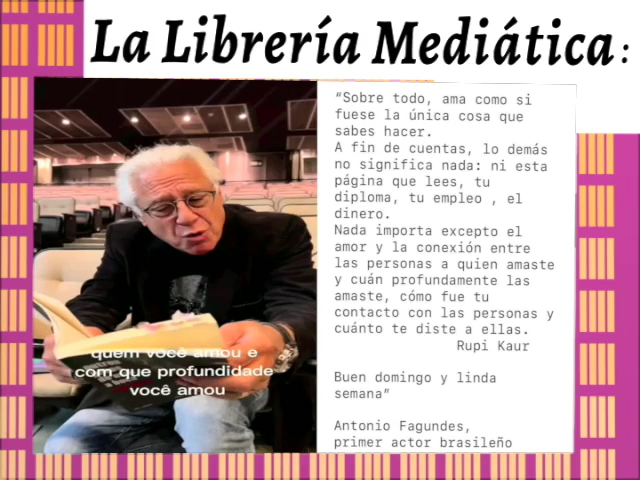 La Librería Mediática:
“Sobre todo, ama como si
fuese la única cosa que
sabes hacer.
A fin de cuentas, lo demás
no significa nada: ni esta
página que lees, tu
diploma, tu empleo , el
dinero.
Nada importa excepto el
amor y la conexión entre
las personas a quien amaste
y cuán profundamente las
amaste, cómo fue tu
contacto con las personas y
cuánto te diste a ellas.
Rupi Kaur
Buen domingo y linda
semana”
Antonio Fagundes,
primer actor brasileño
quem você amou e
com que profundidade
você amou